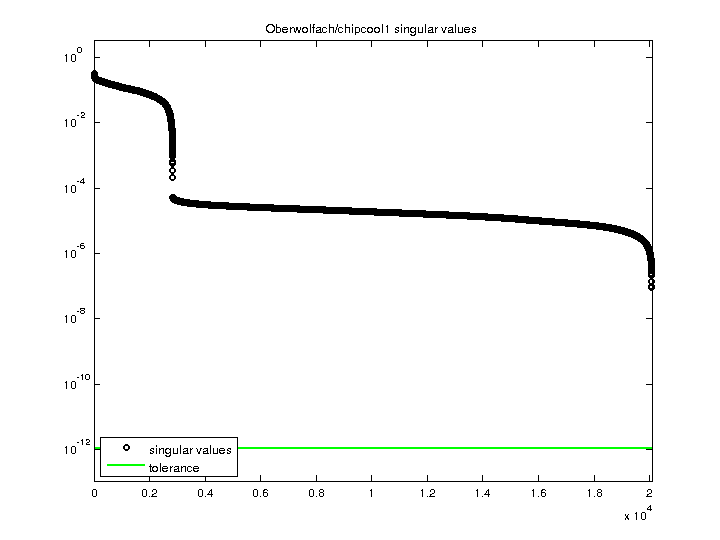 Oberwolfach/chipcool1 singular values
10^0
10^-2
10^-4
10^-6
10^-8
10^-10
10^-12
singular values
tolerance
0 0.2 0.4 0.6 0.8 1 1.2 1.4 1.6 1.8 2
x 10^4